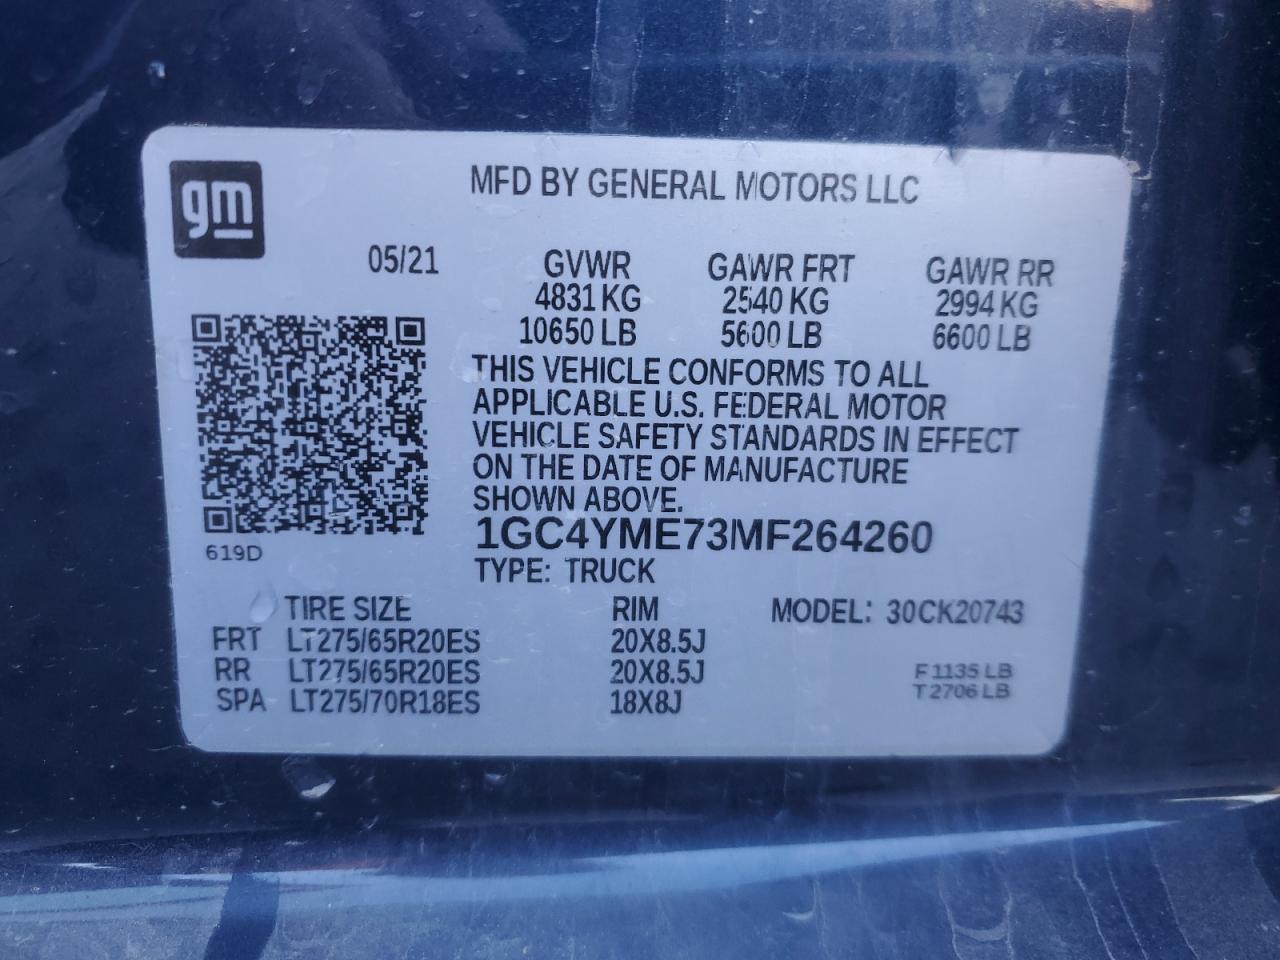 gm
MFD BY GENERAL MOTORS LLC
05/21 GVWR GAWR FRT GAWR RR
4831 KG 2540 KG 2994 KG
10650 LB 5600 LB 6600 LB
THIS VEHICLE CONFORMS TO ALL
APPLICABLE U.S. FEDERAL MOTOR
VEHICLE SAFETY STANDARDS IN EFFECT
ON THE DATE OF MANUFACTURE
SHOWN ABOVE.
1GC4YME73MF264260
619D
TYPE: TRUCK
TIRE SIZE RIM MODEL: 30CK20743
FRT LT275/65R20ES 20X8.5J
RR LT275/65R20ES 20X8.5J F 1135 LB
SPA LT275/70R18ES 18X8J T 2706 LB